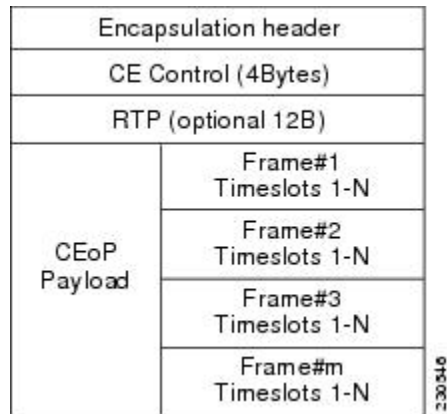 Encapsulation header
CE Control (4Bytes)
RTP (optional 12B)
CEoP
Payload
Frame#1
Timeslots 1-N
Frame#2
Timeslots 1-N
Frame#3
Timeslots 1-N
Frame#m
Timeslots 1-N